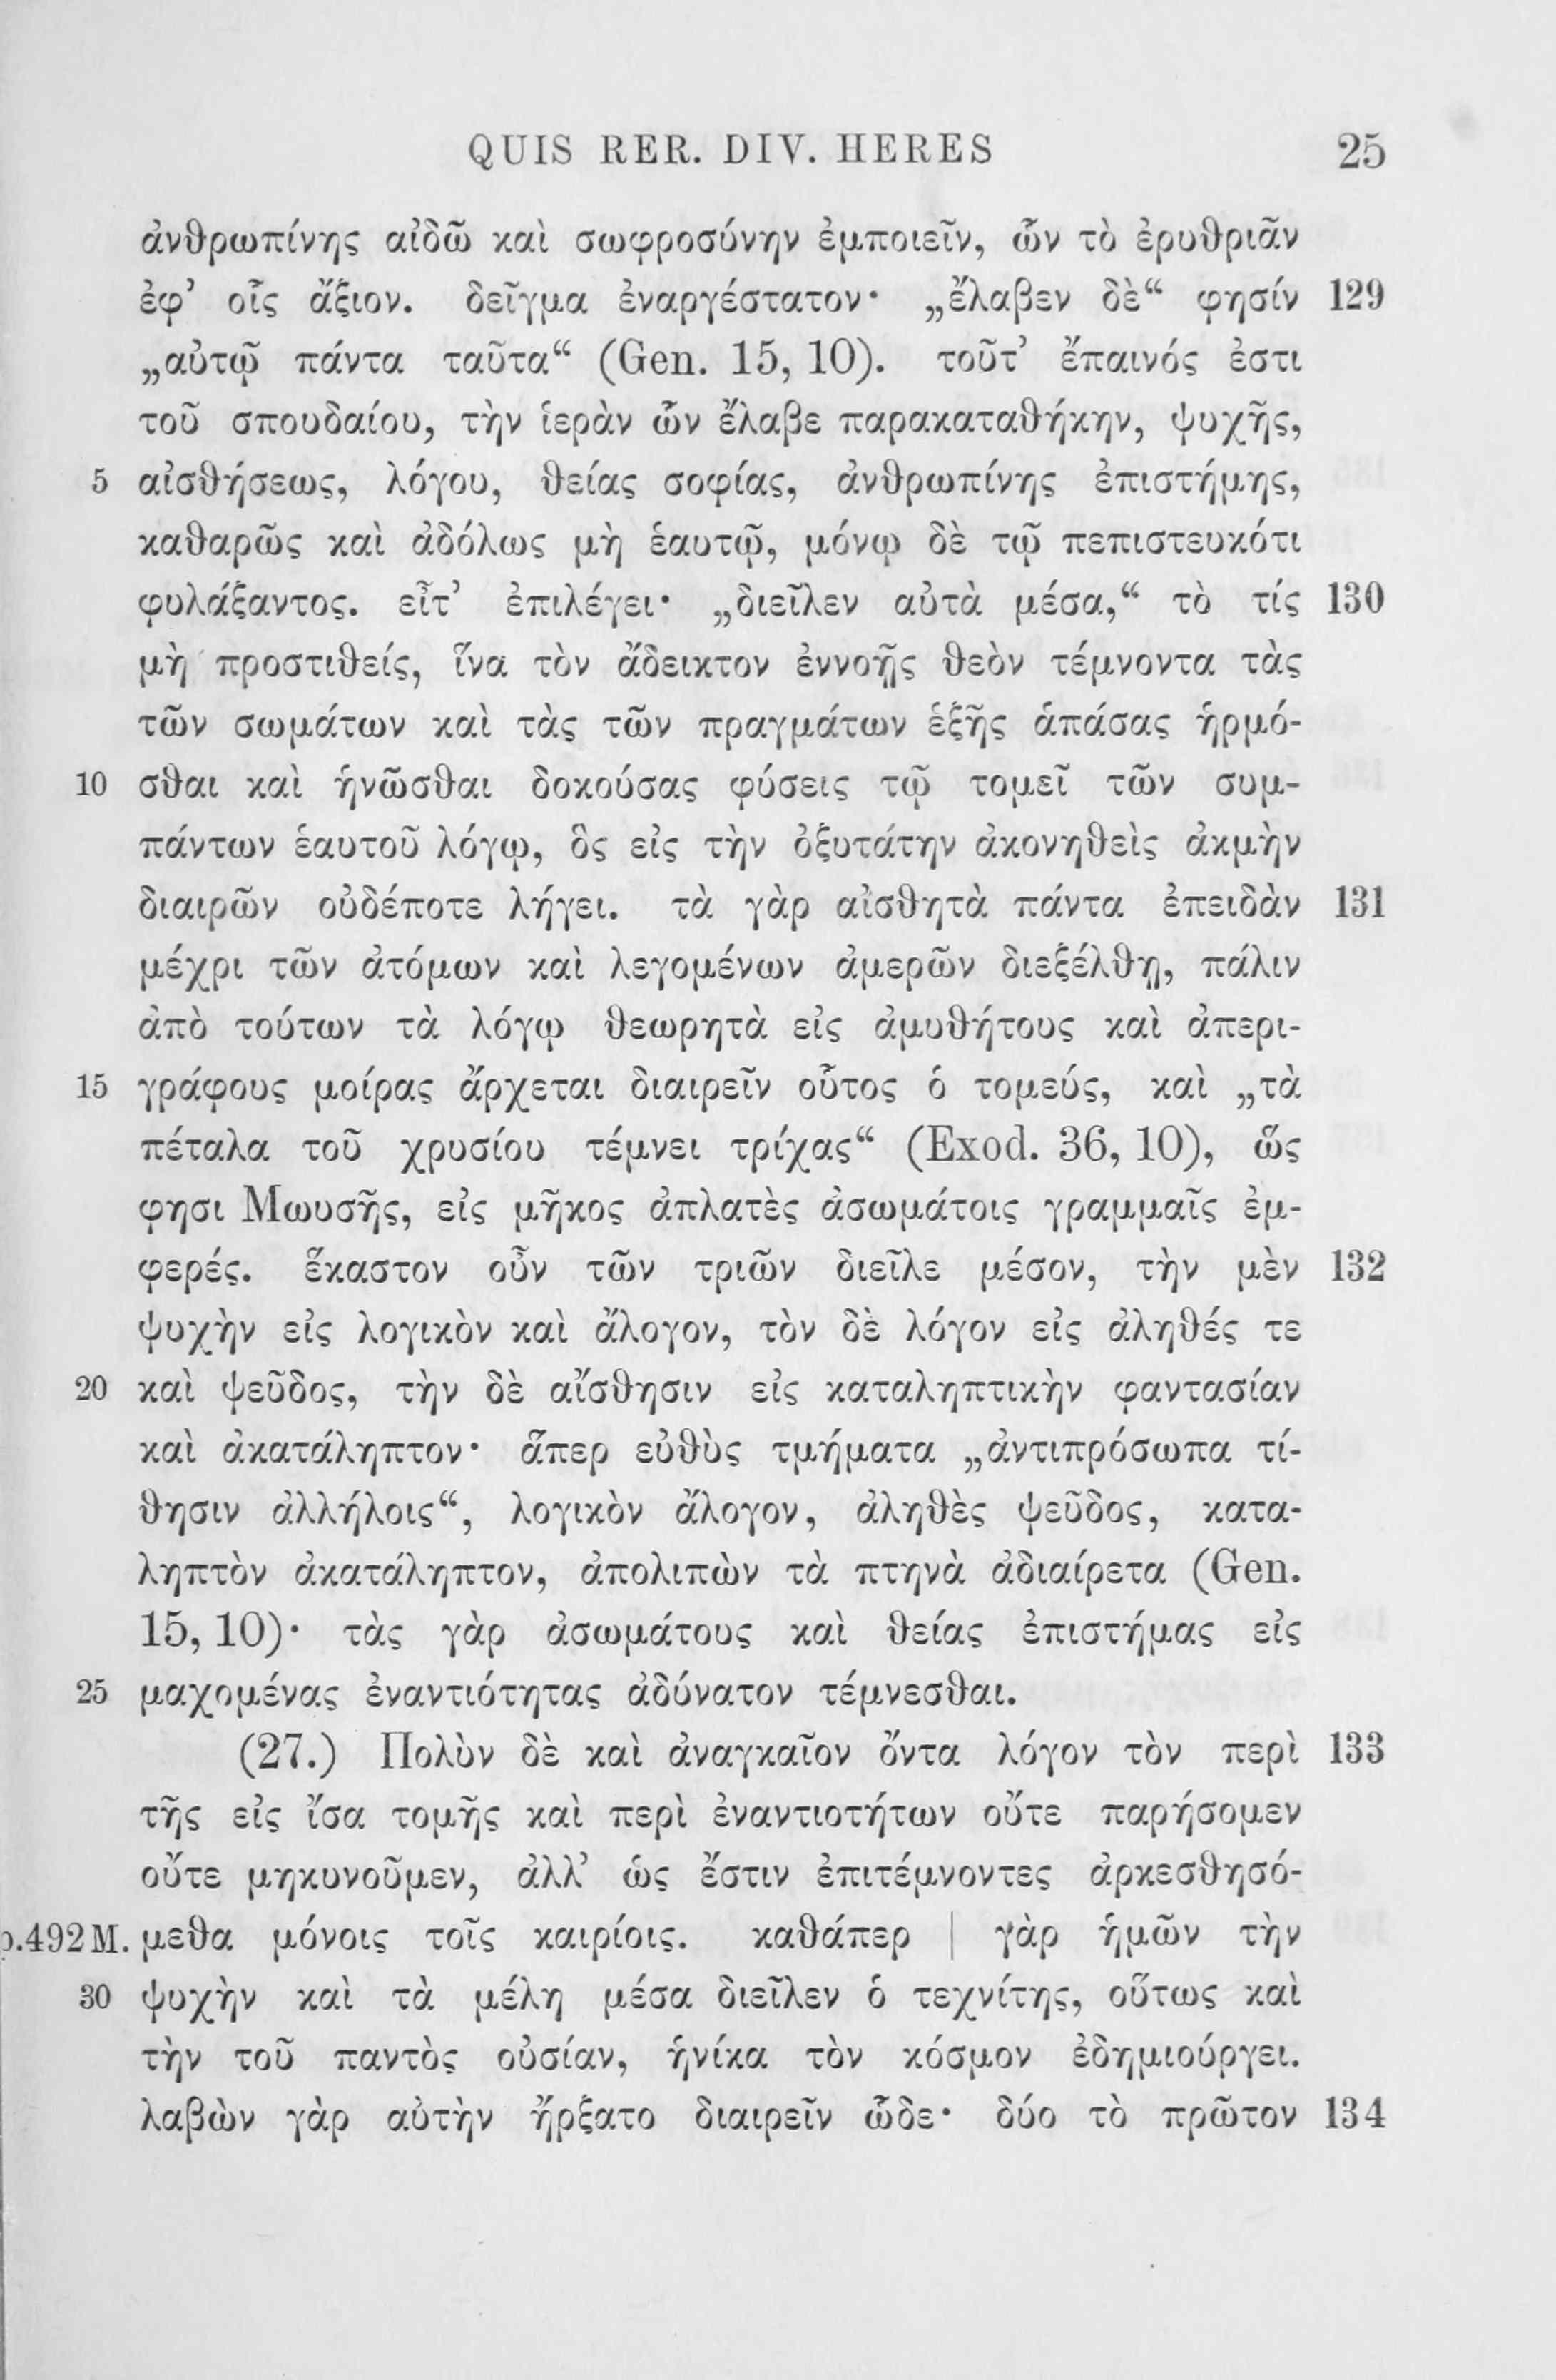 QUIS RER. DIV. HERES 25
ἀνθρωπίνης αἰδῶ καὶ σωφροσύνην ἐμποιεῖν, ὧν τὸ ἐρυθριᾶν
ἐφ’ οἷς ἄξιον. δεῖγμα ἐναργέστατον· „ἔλαβεν δὲ“ φησίν 129
„αὐτῷ πάντα ταῦτα“ (Gen. 15, 10). τοῦτ’ ἔπαινός ἐστι
τοῦ σπουδαίου, τὴν ἱερὰν ὧν ἔλαβε παρακαταθήκην, ψυχῆς,
5 αἰσθήσεως, λόγου, θείας σοφίας, ἀνθρωπίνης ἐπιστήμης,
καθαρῶς καὶ ἀδόλως μὴ ἑαυτῷ, μόνῳ δὲ τῷ πεπιστευκότι
φυλάξαντος. εἶτ’ ἐπιλέγει· „διεῖλεν αὐτὰ μέσα,“ τὸ τίς 130
μὴ προστιθείς, ἵνα τὸν ἄδεικτον ἐννοῇς θεὸν τέμνοντα τὰς
τῶν σωμάτων καὶ τὰς τῶν πραγμάτων ἑξῆς ἁπάσας ἡρμό-
10 σθαι καὶ ἡνῶσθαι δοκούσας φύσεις τῷ τομεῖ τῶν συμ-
πάντων ἑαυτοῦ λόγῳ, ὃς εἰς τὴν ὀξυτάτην ἀκονηθεὶς ἀκμὴν
διαιρῶν οὐδέποτε λήγει. τὰ γὰρ αἰσθητὰ πάντα ἐπειδὰν 131
μέχρι τῶν ἀτόμων καὶ λεγομένων ἀμερῶν διεξέλθῃ, πάλιν
ἀπὸ τούτων τὰ λόγῳ θεωρητὰ εἰς ἀμυθήτους καὶ ἀπερι-
15 γράφους μοίρας ἄρχεται διαιρεῖν οὗτος ὁ τομεύς, καὶ „τὰ
πέταλα τοῦ χρυσίου τέμνει τρίχας“ (Exod. 36, 10), ὥς
φησι Μωυσῆς, εἰς μῆκος ἀπλατὲς ἀσωμάτοις γραμμαῖς ἐμ-
φερές. ἕκαστον οὖν τῶν τριῶν διεῖλε μέσον, τὴν μὲν 132
ψυχὴν εἰς λογικὸν καὶ ἄλογον, τὸν δὲ λόγον εἰς ἀληθές τε
20 καὶ ψεῦδος, τὴν δὲ αἴσθησιν εἰς καταληπτικὴν φαντασίαν
καὶ ἀκατάληπτον· ἅπερ εὐθὺς τμήματα „ἀντιπρόσωπα τί-
θησιν ἀλλήλοις“, λογικὸν ἄλογον, ἀληθὲς ψεῦδος, κατα-
ληπτὸν ἀκατάληπτον, ἀπολιπὼν τὰ πτηνὰ ἀδιαίρετα (Gen.
15, 10)· τὰς γὰρ ἀσωμάτους καὶ θείας ἐπιστήμας εἰς
25 μαχομένας ἐναντιότητας ἀδύνατον τέμνεσθαι.
(27.) Πολὺν δὲ καὶ ἀναγκαῖον ὄντα λόγον τὸν περὶ 133
τῆς εἰς ἴσα τομῆς καὶ περὶ ἐναντιοτήτων οὔτε παρήσομεν
οὔτε μηκυνοῦμεν, ἀλλ’ ὡς ἔστιν ἐπιτέμνοντες ἀρκεσθησό-
p.492 M. μεθα μόνοις τοῖς καιρίοις. καθάπερ | γὰρ ἡμῶν τὴν
30 ψυχὴν καὶ τὰ μέλη μέσα διεῖλεν ὁ τεχνίτης, οὕτως καὶ
τὴν τοῦ παντὸς οὐσίαν, ἡνίκα τὸν κόσμον ἐδημιούργει.
λαβὼν γὰρ αὐτὴν ἤρξατο διαιρεῖν ὧδε· δύο τὸ πρῶτον 134